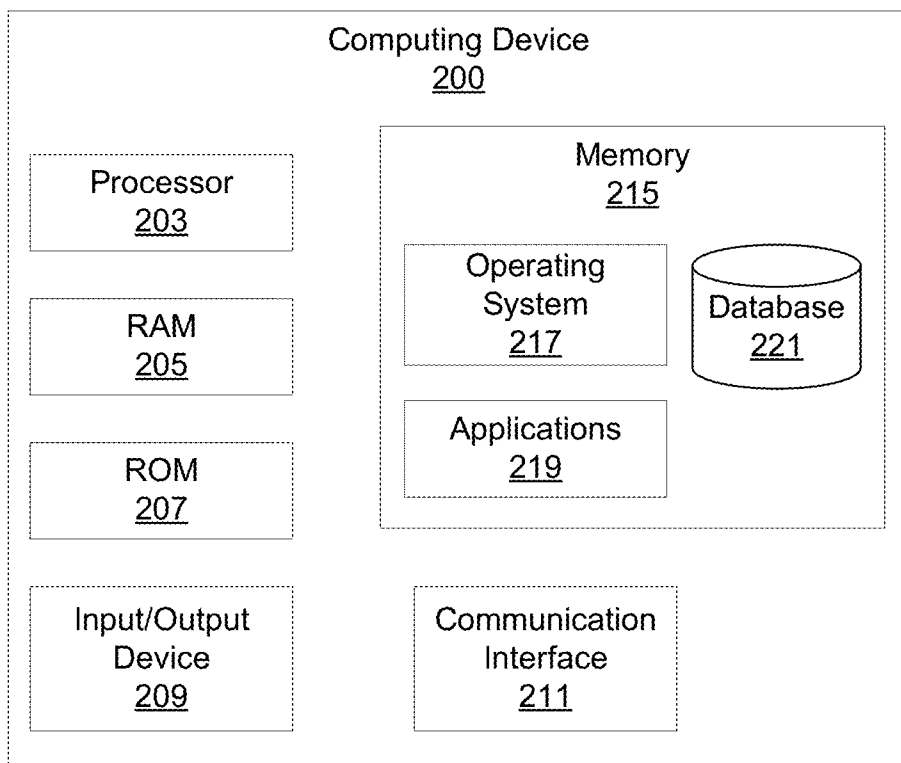 Computing Device
200
Processor
203
RAM
205
ROM
207
Input/Output
Device
209
Memory
215
Operating
System
217
Database
221
Applications
219
Communication
Interface
211